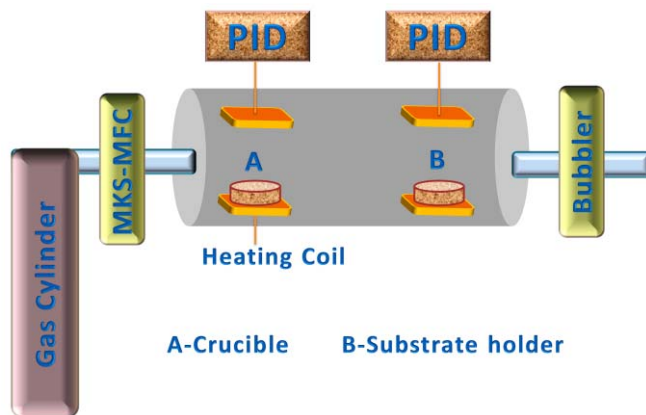 PID PID
MKS-MFC
A B
Bubbler
Gas Cylinder
Heating Coil
A-Crucible B-Substrate holder